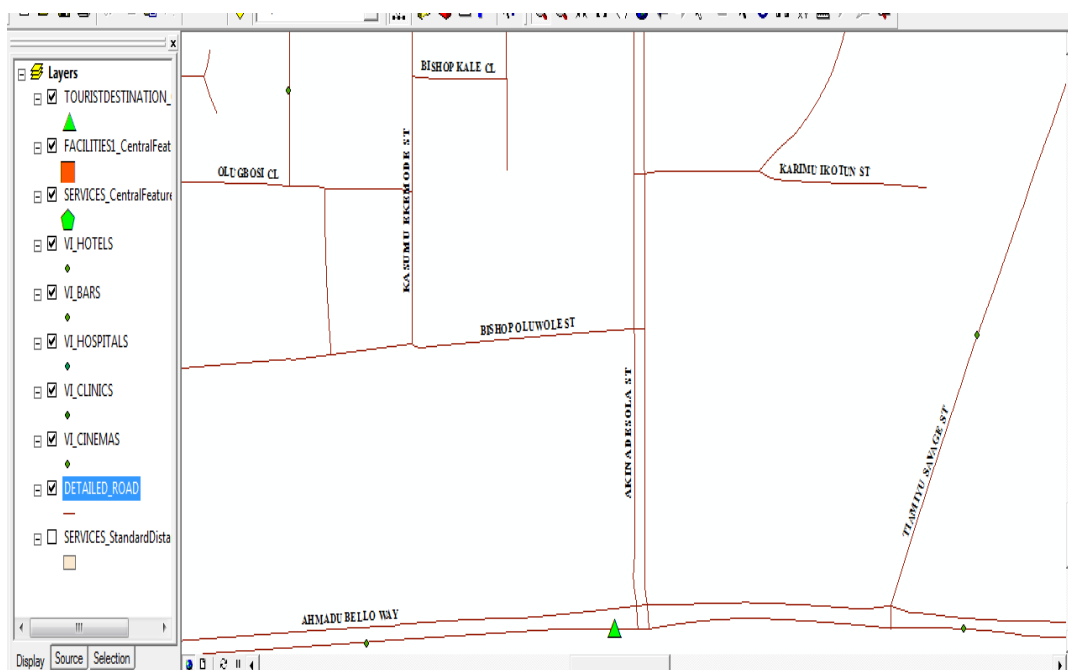 XY
x
Layers
TOURISTDESTINATION_
FACILITIES1_CentralFeat
SERVICES_CentralFeature
VI_HOTELS
VI_BARS
VI_HOSPITALS
VI_CLINICS
VI_CINEMAS
DETAILED_ROAD
SERVICES_StandardDista
Display Source Selection
BISHOP KALE CL
OLUGBOSI CL
KASUMU EKEMODE ST
KARIMU IKOTUN ST
BISHOP OLUWOLE ST
AKIN ADESOLA ST
TIAMIYU SAVAGE ST
AHMADU BELLO WAY